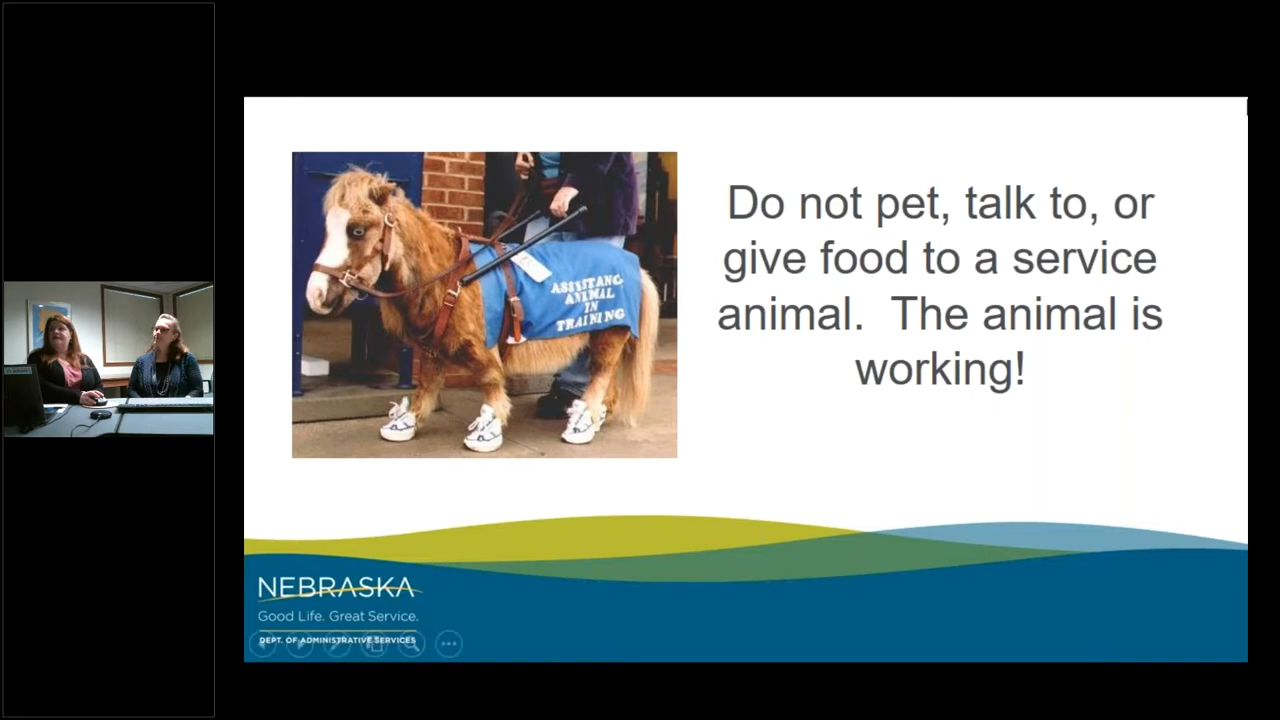 Do not pet, talk to, or
give food to a service
animal.  The animal is
working!
ASSISTANCE
ANIMAL
IN
TRAINING
NEBRASKA
Good Life. Great Service.
DEPT. OF ADMINISTRATIVE SERVICES